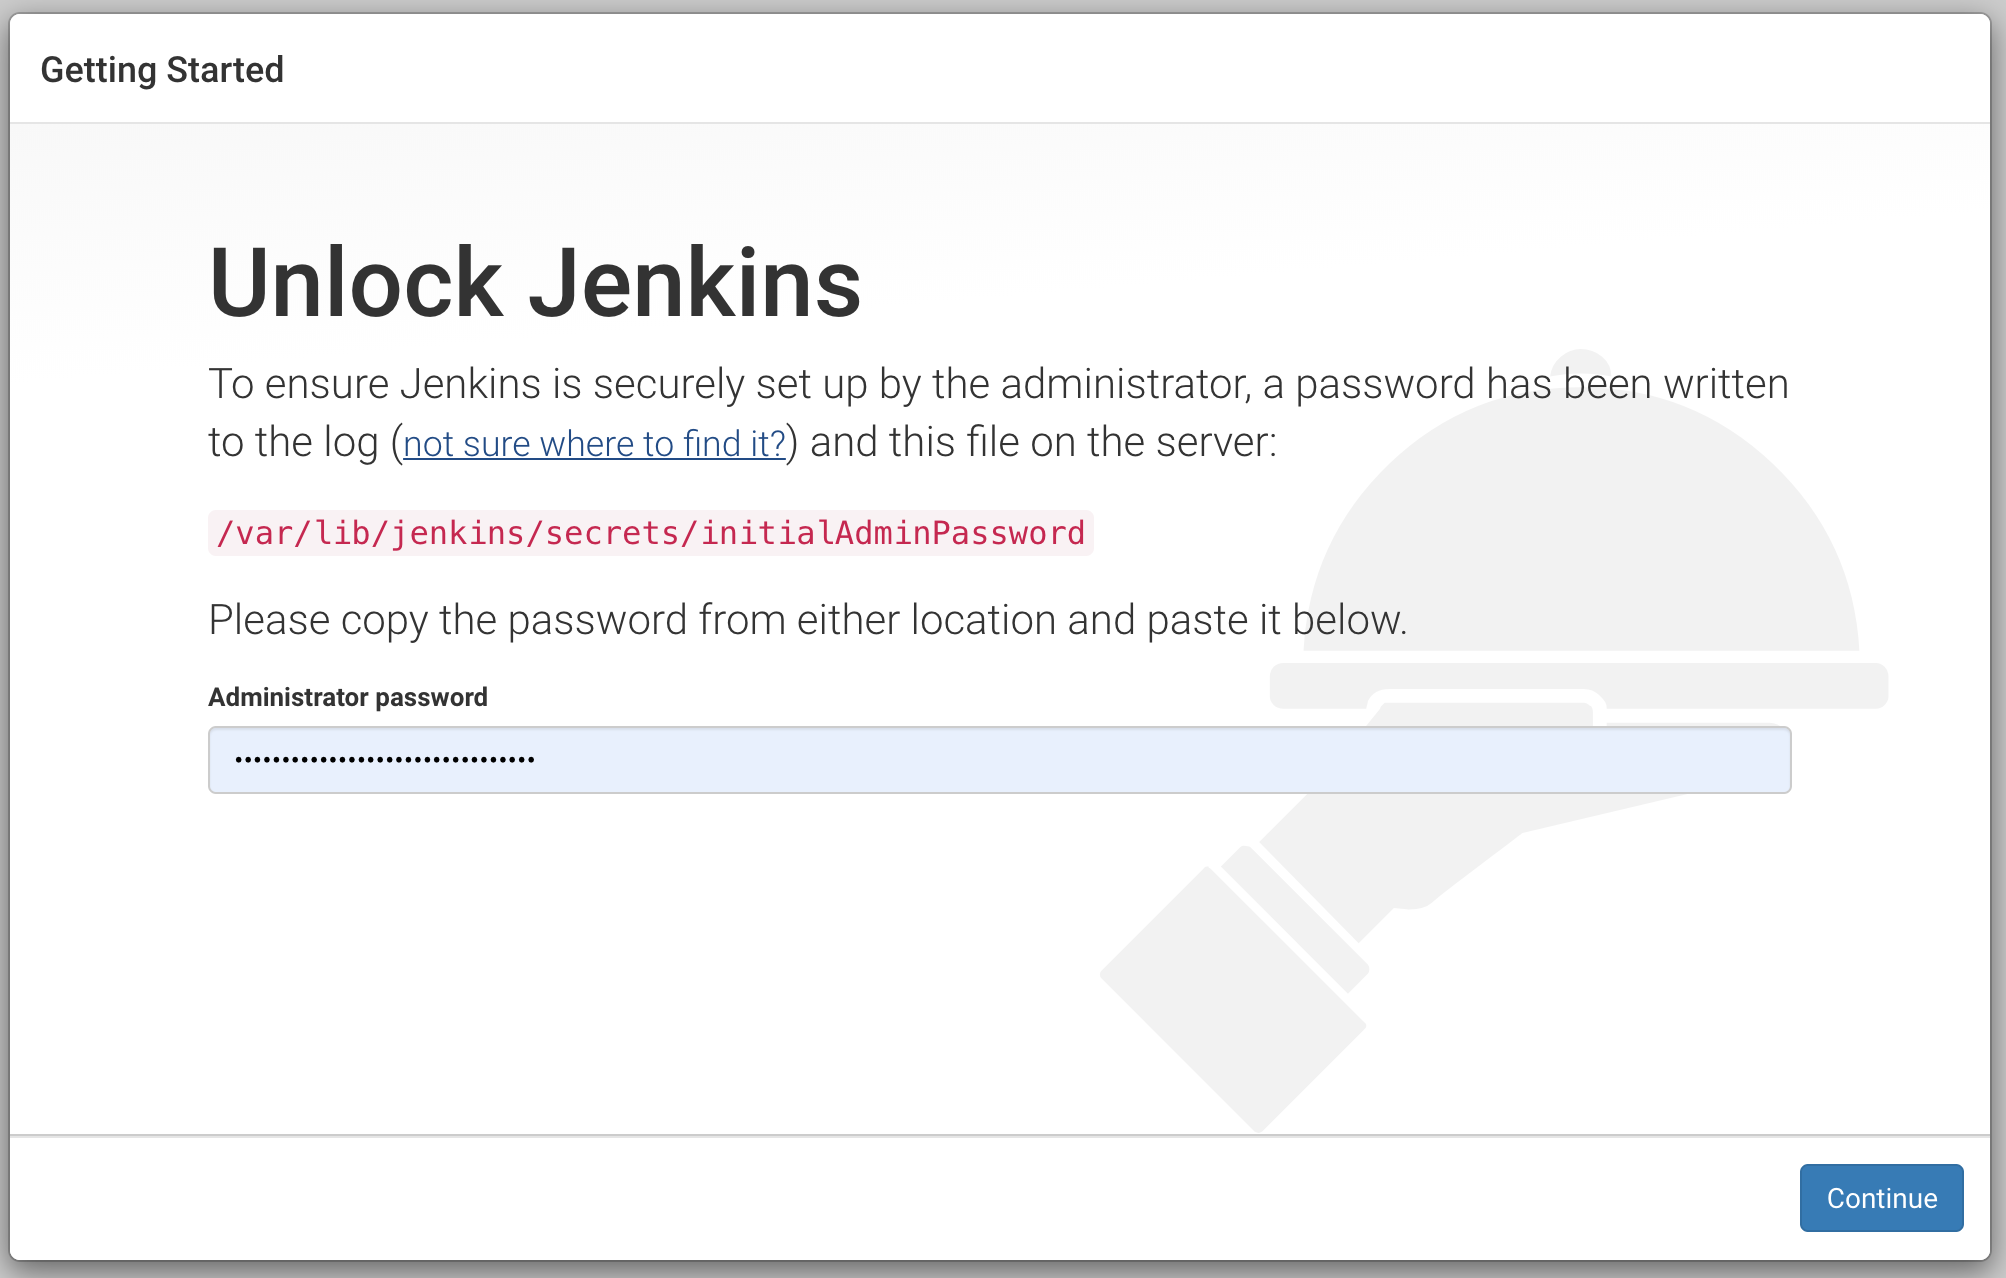 Getting Started
Unlock Jenkins
To ensure Jenkins is securely set up by the administrator, a password has been written
to the log (not sure where to find it?) and this file on the server:
/var/lib/jenkins/secrets/initialAdminPassword
Please copy the password from either location and paste it below.
Administrator password
••••••••••••••••••••••••••••••••
Continue